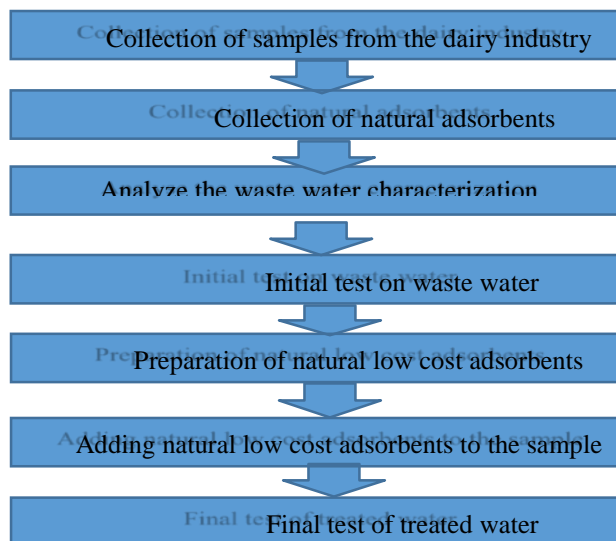 Collection of samples from the dairy industry
Collection of natural adsorbents
Analyze the waste water characterization
Initial test on waste water
Preparation of natural low cost adsorbents
Adding natural low cost adsorbents to the sample
Final test of treated water